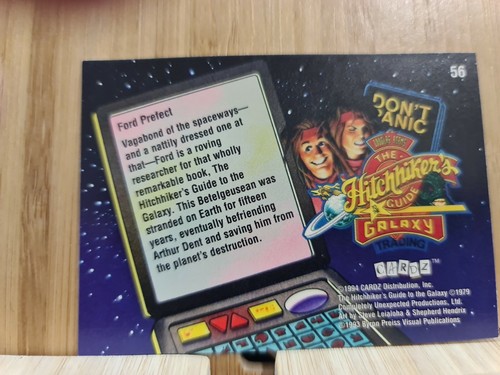 56
Ford Prefect
Vagabond of the spaceways—
and a nattily dressed one at
that—Ford is a roving
researcher for that wholly
remarkable book, The
Hitchhiker's Guide to the
Galaxy. This Betelgeusean was
stranded on Earth for fifteen
years, eventually befriending
Arthur Dent and saving him from
the planet's destruction.
DON'T
PANIC
THE
Hitchhiker's
GUIDE
GALAXY
TRADING
CARDZ™
©1994 CARDZ Distribution, Inc.
The Hitchhiker's Guide to the Galaxy ©1979
Completely Unexpected Productions, Ltd.
Art by Steve Leialoha & Shepherd Hendrix
©1993 Byron Preiss Visual Publications